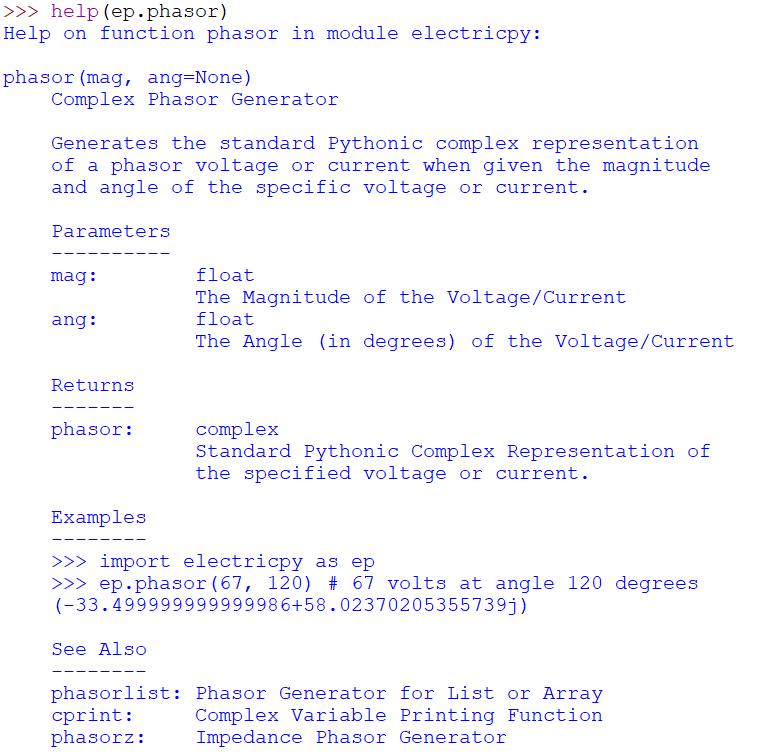 >>> help(ep.phasor)
Help on function phasor in module electricpy:

phasor(mag, ang=None)
    Complex Phasor Generator

    Generates the standard Pythonic complex representation
    of a phasor voltage or current when given the magnitude
    and angle of the specific voltage or current.

    Parameters
    ----------
    mag:        float
                The Magnitude of the Voltage/Current
    ang:        float
                The Angle (in degrees) of the Voltage/Current

    Returns
    -------
    phasor:     complex
                Standard Pythonic Complex Representation of
                the specified voltage or current.

    Examples
    --------
    >>> import electricpy as ep
    >>> ep.phasor(67, 120) # 67 volts at angle 120 degrees
    (-33.499999999999986+58.02370205355739j)

    See Also
    --------
    phasorlist: Phasor Generator for List or Array
    cprint:     Complex Variable Printing Function
    phasorz:    Impedance Phasor Generator